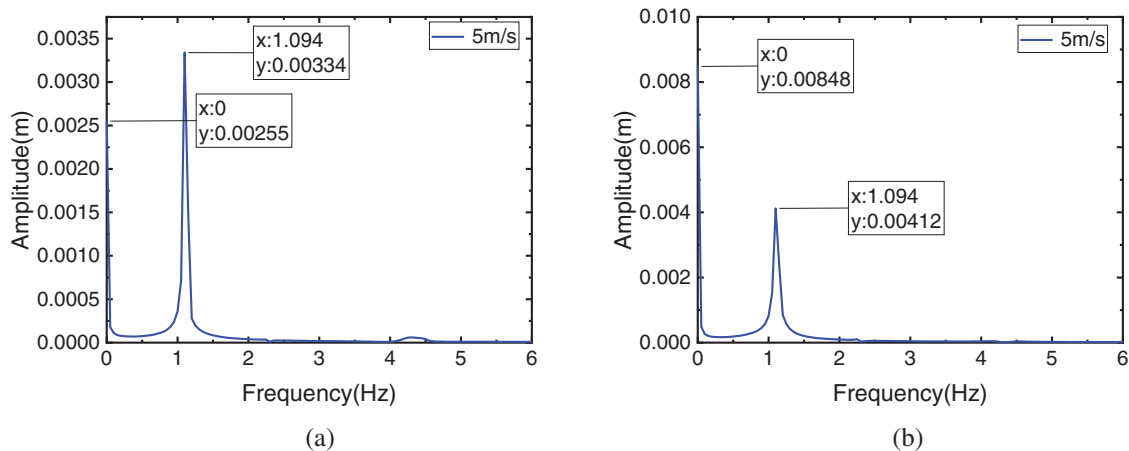 0.0035
0.0030
0.0025
0.0020
0.0015
0.0010
0.0005
0.0000
Amplitude(m)
x:1.094
y:0.00334
x:0
y:0.00255
5m/s
0 1 2 3 4 5 6
Frequency(Hz)
(a)
0.010
0.008
0.006
0.004
0.002
0.000
Amplitude(m)
x:0
y:0.00848
x:1.094
y:0.00412
5m/s
0 1 2 3 4 5 6
Frequency(Hz)
(b)